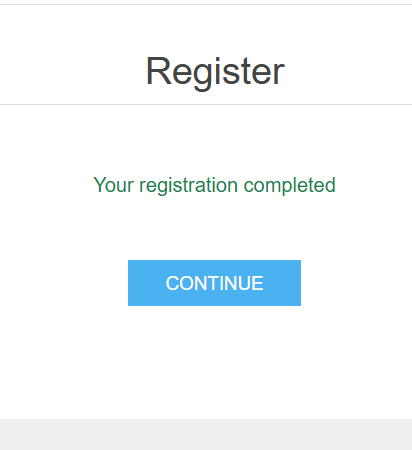 Register
Your registration completed
CONTINUE